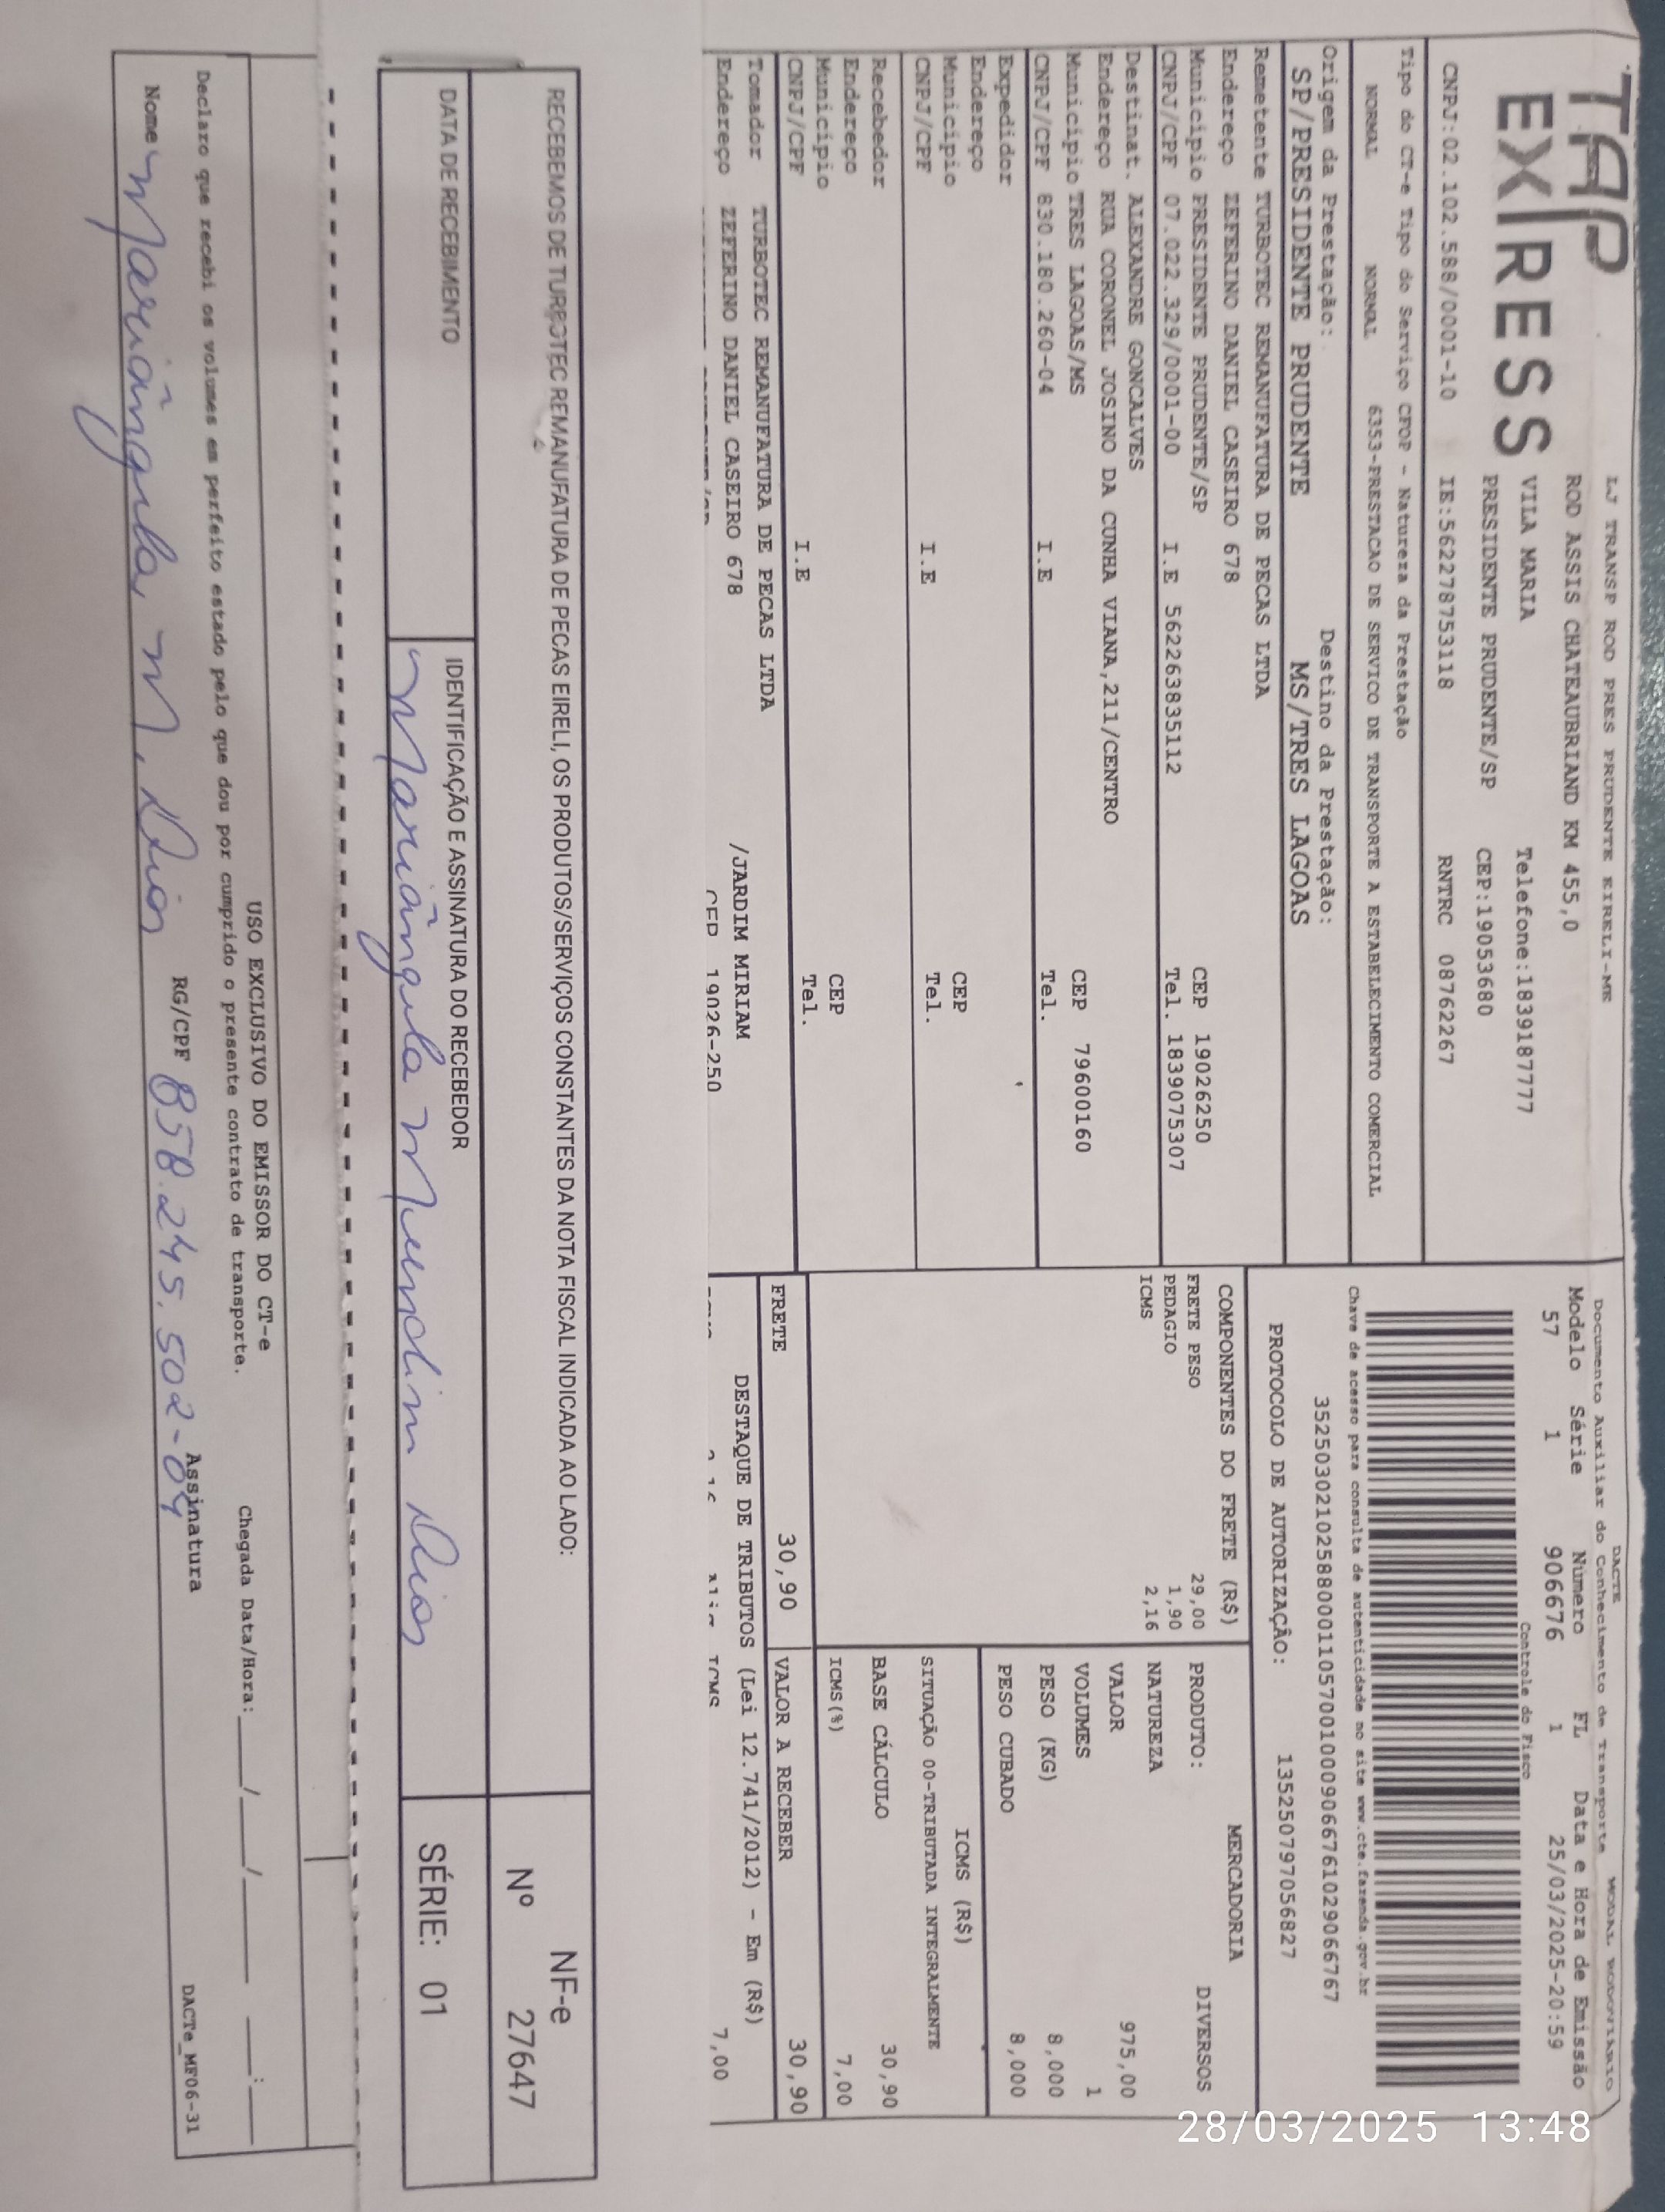 TAP
EXPRESS
LJ TRANSP ROD PRES PRUDENTE EIRELI-ME
ROD ASSIS CHATEAUBRIAND KM 455,0
VILA MARIA Telefone:1839187777
PRESIDENTE PRUDENTE/SP CEP:19053680
CNPJ:02.102.588/0001-10 IE:562278753118 RNTRC 08762267
DACTE MODAL RODOVIARIO
Documento Auxiliar do Conhecimento de Transporte
Modelo Série Número FL Data e Hora de Emissão
57 1 906676 1 25/03/2025-20:59
Controle do Fisco
Tipo do CT-e Tipo do Serviço CFOP - Natureza da Prestação
NORMAL NORMAL 6353-PRESTACAO DE SERVICO DE TRANSPORTE A ESTABELECIMENTO COMERCIAL
Chave de acesso para consulta de autenticidade no site www.cte.fazenda.gov.br
35250302102588000110570010009066761029066767
Origem da Prestação: Destino da Prestação:
SP/PRESIDENTE PRUDENTE MS/TRES LAGOAS
PROTOCOLO DE AUTORIZAÇÃO: 135250797056827
Remetente TURBOTEC REMANUFATURA DE PECAS LTDA
Endereço ZEFERINO DANIEL CASEIRO 678
Município PRESIDENTE PRUDENTE/SP CEP 19026250
CNPJ/CPF 07.022.329/0001-00 I.E 562263835112 Tel. 1839075307
Destinat. ALEXANDRE GONCALVES
Endereço RUA CORONEL JOSINO DA CUNHA VIANA,211/CENTRO
Município TRES LAGOAS/MS CEP 79600160
CNPJ/CPF 830.180.260-04 I.E Tel.
Expedidor
Endereço
Município CEP
CNPJ/CPF I.E Tel.
Recebedor
Endereço
Município CEP
CNPJ/CPF I.E Tel.
Tomador TURBOTEC REMANUFATURA DE PECAS LTDA
Endereço ZEFERINO DANIEL CASEIRO 678 /JARDIM MIRIAM
CEP 19026-250
COMPONENTES DO FRETE (R$)
FRETE PESO 29,00
PEDAGIO 1,90
ICMS 2,16
MERCADORIA
PRODUTO: DIVERSOS
NATUREZA
VALOR 975,00
VOLUMES 1
PESO (KG) 8,000
PESO CUBADO 8,000
ICMS (R$)
SITUAÇÃO 00-TRIBUTADA INTEGRALMENTE
BASE CÁLCULO 30,90
ICMS(%) 7,00
FRETE 30,90 VALOR A RECEBER 30,90
DESTAQUE DE TRIBUTOS (Lei 12.741/2012) - Em (R$)
7,00
RECEBEMOS DE TURBOTEC REMANUFATURA DE PECAS EIRELI, OS PRODUTOS/SERVIÇOS CONSTANTES DA NOTA FISCAL INDICADA AO LADO:
NF-e
Nº 27647
SÉRIE: 01
DATA DE RECEBIMENTO
IDENTIFICAÇÃO E ASSINATURA DO RECEBEDOR
Mariângela Mendim Dias
USO EXCLUSIVO DO EMISSOR DO CT-e
Declaro que recebi os volumes em perfeito estado pelo que dou por cumprido o presente contrato de transporte.
Chegada Data/Hora:____/____/______ ___:___
Nome Mariângela M. Dias RG/CPF 858.245.502-04 Assinatura
DACTe_MF06-31
28/03/2025 13:48